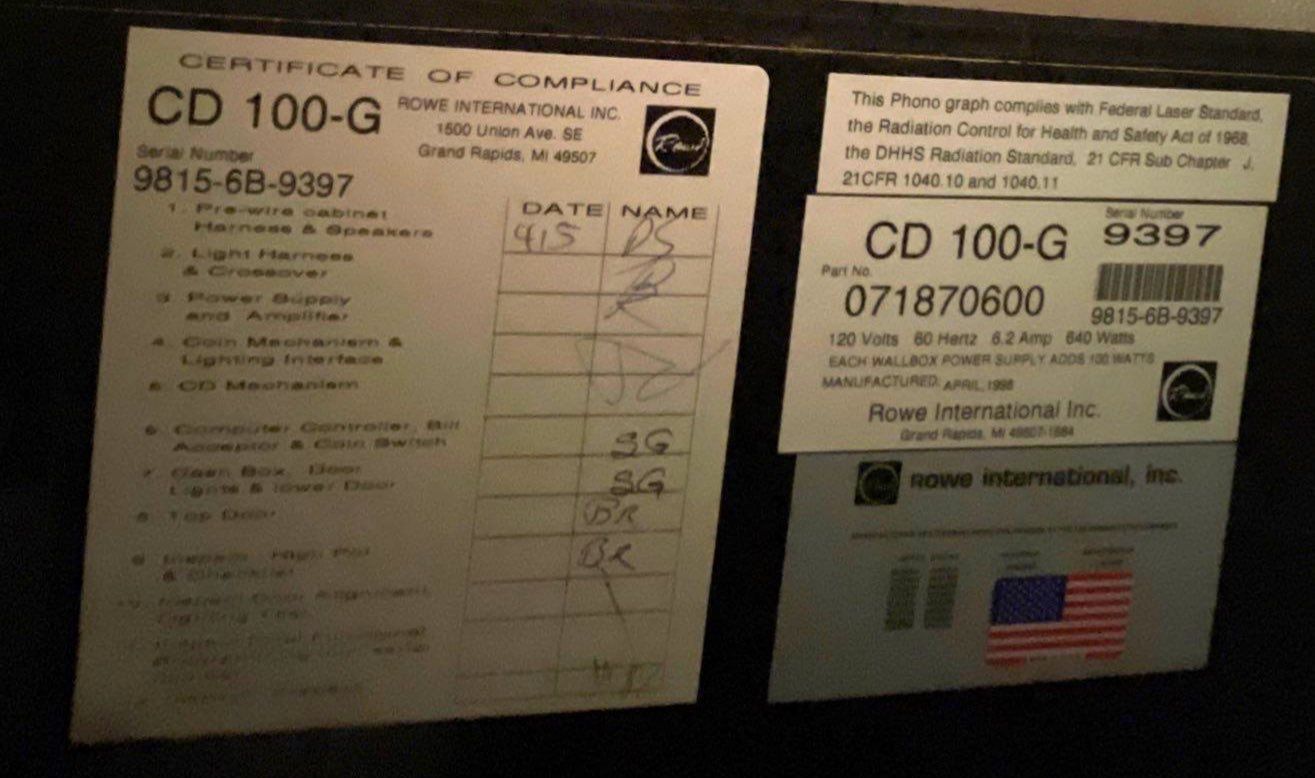 CERTIFICATE OF COMPLIANCE
CD 100-G
ROWE INTERNATIONAL INC.
1500 Union Ave. SE
Grand Rapids, MI 49507
Rowe
Serial Number
9815-6B-9397
DATE NAME
1. Pre-wire cabinet
Harness & Speakers
415 DS
2. Light Harness
& Crossover
3. Power Supply
and Amplifier
4. Coin Mechanism &
Lighting Interface
5. CD Mechanism
6. Computer Controller, Bill
Acceptor & Coin Switch
SG
7. Cash Box, Door
Lights & lower Door
SG
8. Top Door
BR
BR
This Phono graph complies with Federal Laser Standard,
the Radiation Control for Health and Safety Act of 1968,
the DHHS Radiation Standard, 21 CFR Sub Chapter J,
21CFR 1040.10 and 1040.11
CD 100-G
Serial Number
9397
Part No.
071870600
9815-6B-9397
120 Volts 60 Hertz 6.2 Amp 640 Watts
EACH WALLBOX POWER SUPPLY ADDS 100 WATTS
MANUFACTURED: APRIL, 1998
Rowe International Inc.
Grand Rapids, MI 49507-1684
Rowe
Rowe international, inc.